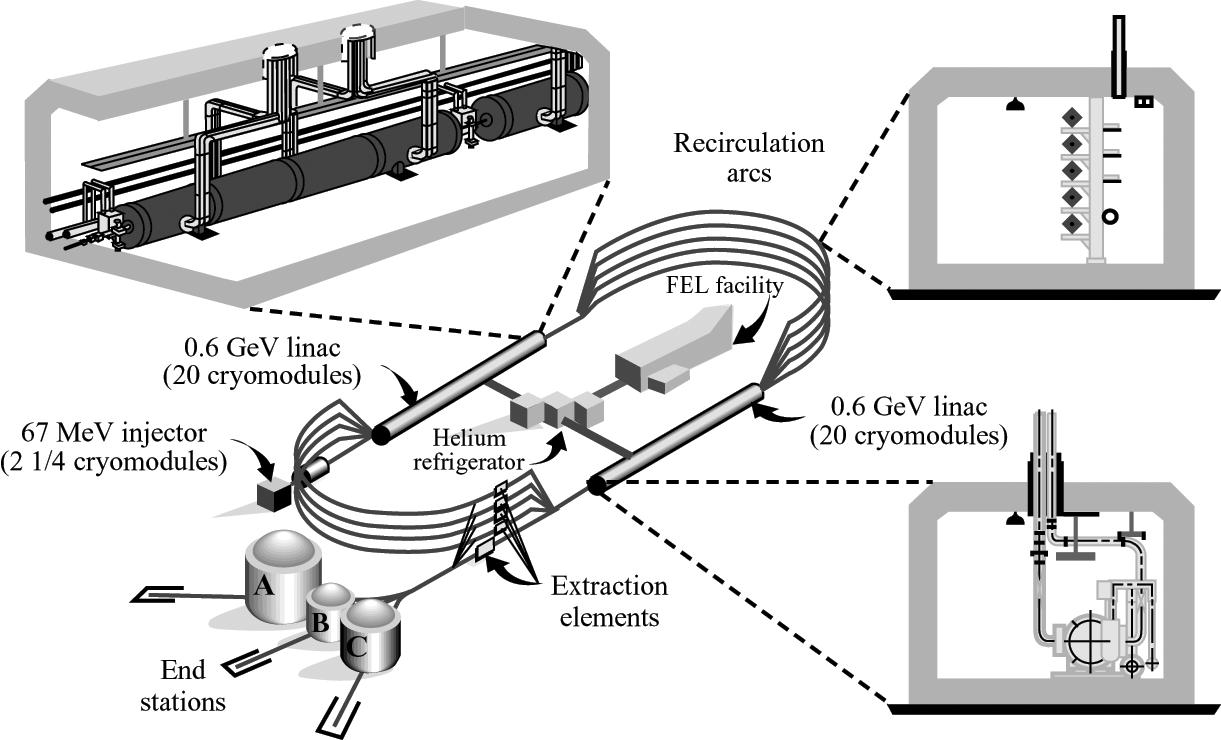 Recirculation
arcs
FEL facility
0.6 GeV linac
(20 cryomodules)
67 MeV injector
(2 1/4 cryomodules)
Helium
refrigerator
0.6 GeV linac
(20 cryomodules)
Extraction
elements
A
B
C
End
stations